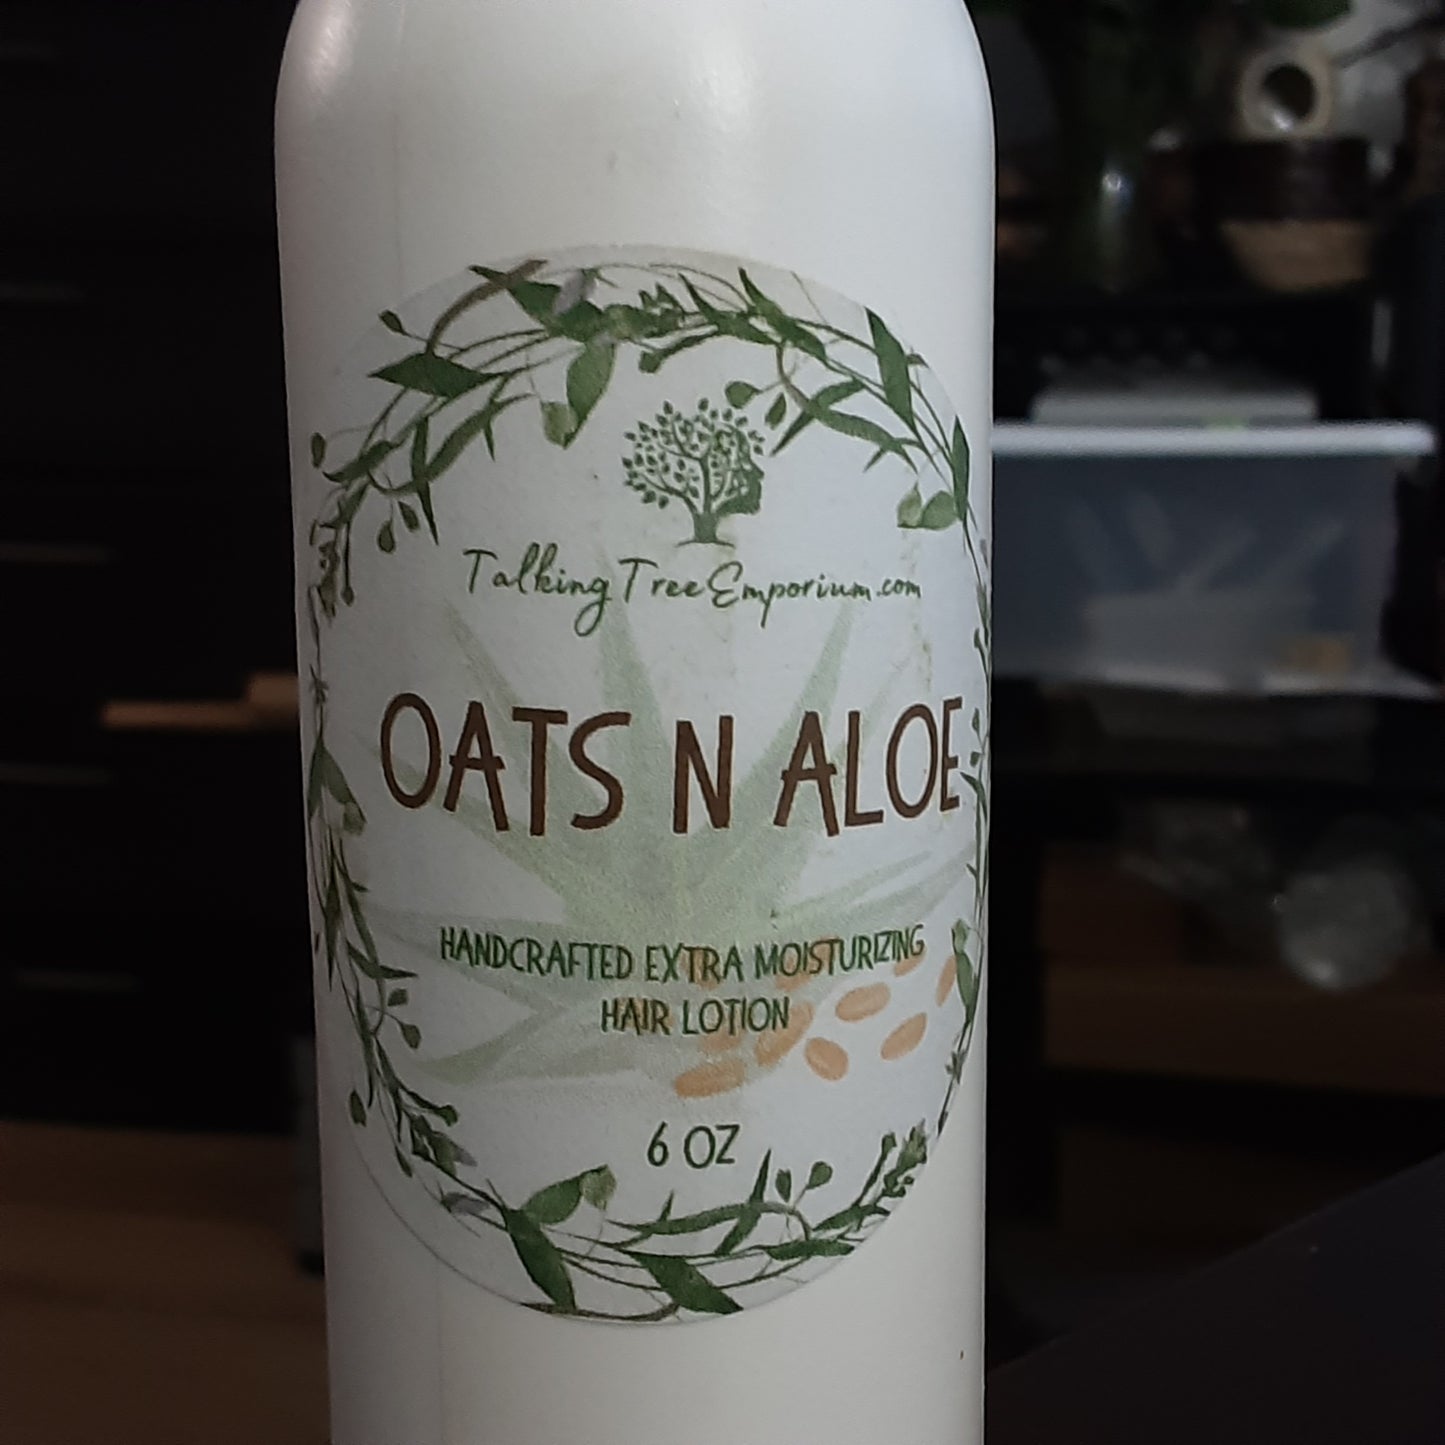 TalkingTreeEmporium.com
OATS N ALOE
HANDCRAFTED EXTRA MOISTURIZING
HAIR LOTION
6 OZ